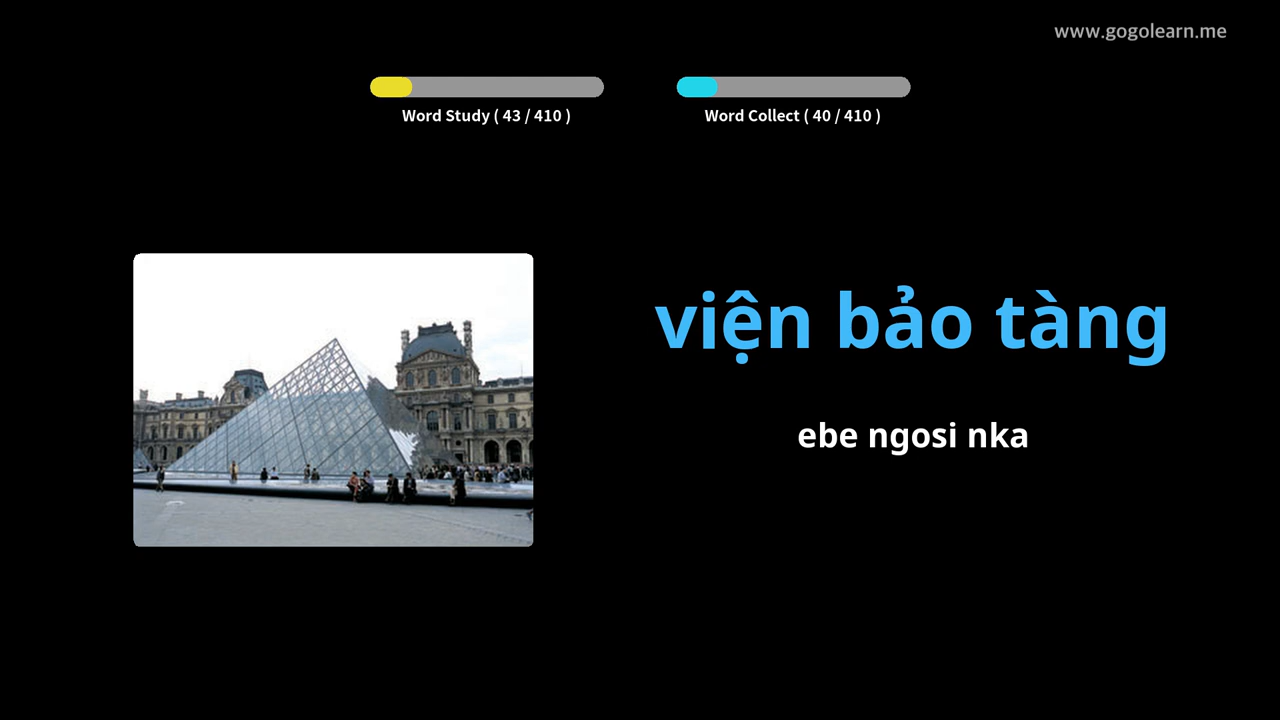 www.gogolearn.me
Word Study ( 43 / 410 )
Word Collect ( 40 / 410 )
viện bảo tàng
ebe ngosi nka